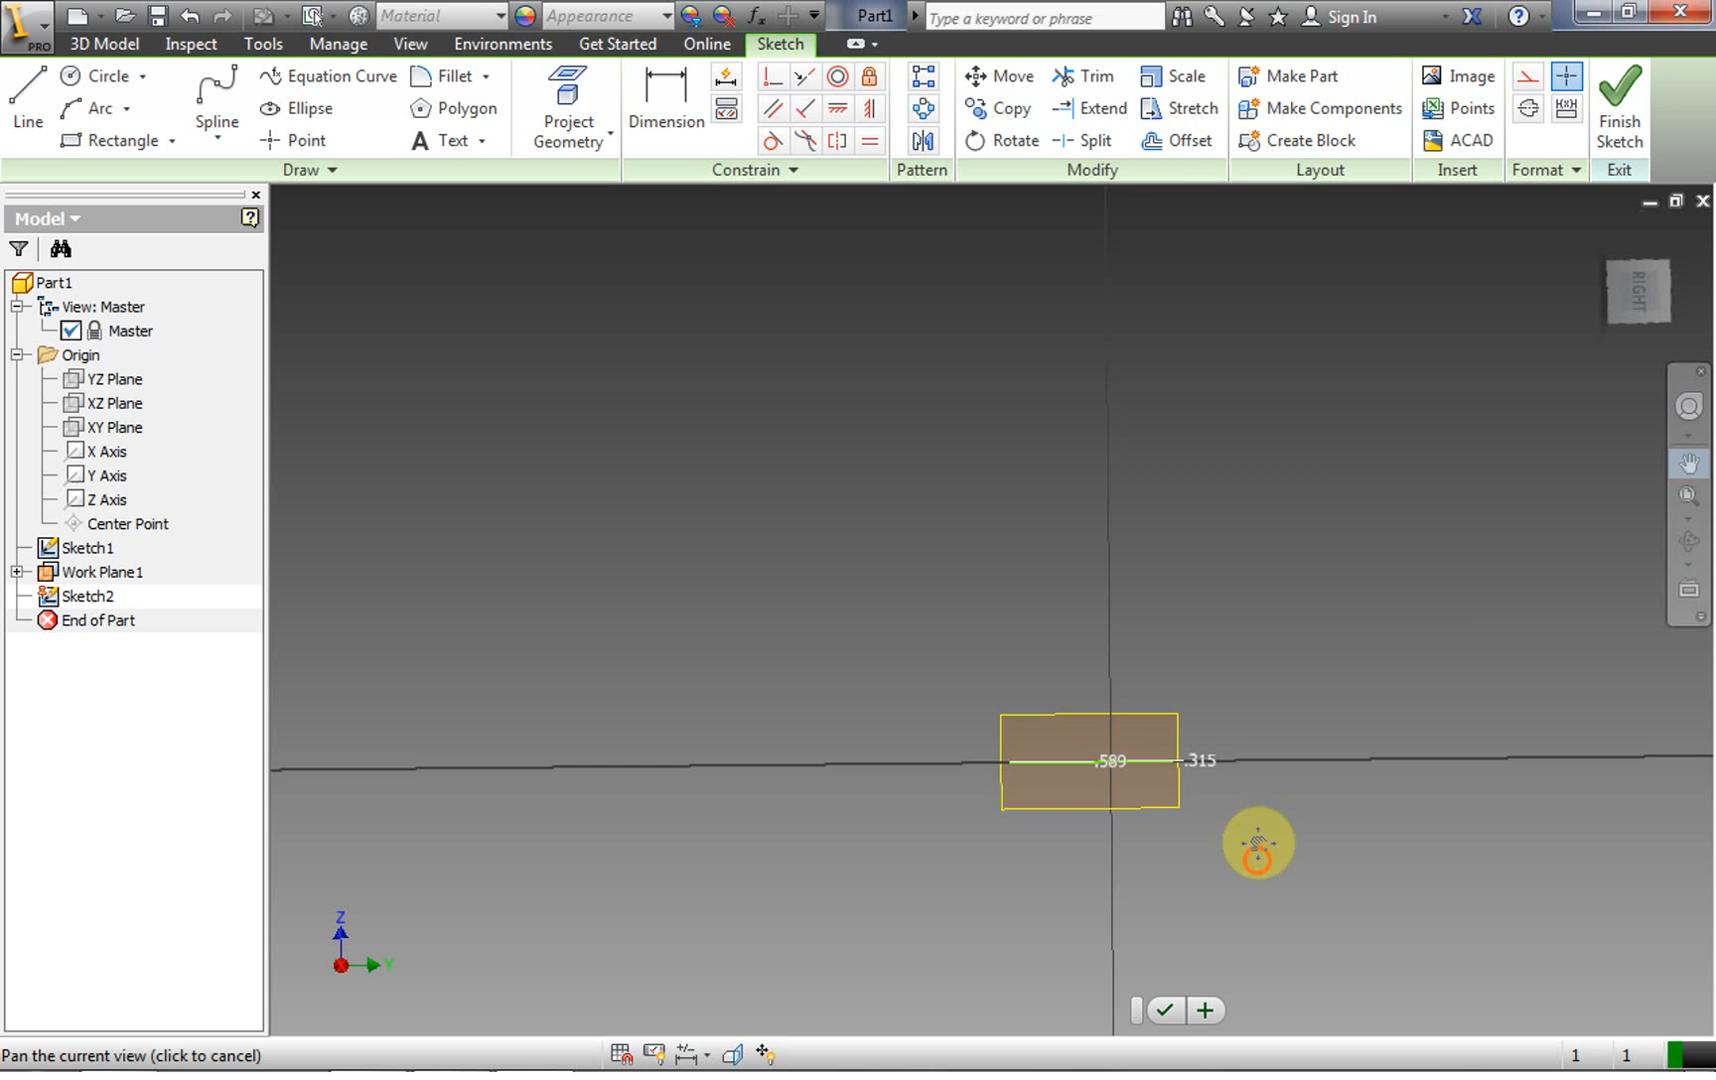 PRO
Material
Appearance
Part1
Type a keyword or phrase
Sign In
3D Model
Inspect
Tools
Manage
View
Environments
Get Started
Online
Sketch
Line
Circle
Arc
Rectangle
Spline
Equation Curve
Ellipse
Point
Fillet
Polygon
Text
Project Geometry
Dimension
Move
Copy
Rotate
Trim
Extend
Split
Scale
Stretch
Offset
Make Part
Make Components
Create Block
Image
Points
ACAD
Finish Sketch
Draw
Constrain
Pattern
Modify
Layout
Insert
Format
Exit
Model
Part1
View: Master
Master
Origin
YZ Plane
XZ Plane
XY Plane
X Axis
Y Axis
Z Axis
Center Point
Sketch1
Work Plane1
Sketch2
End of Part
RIGHT
.589
.315
Z
Y
Pan the current view (click to cancel)
1
1